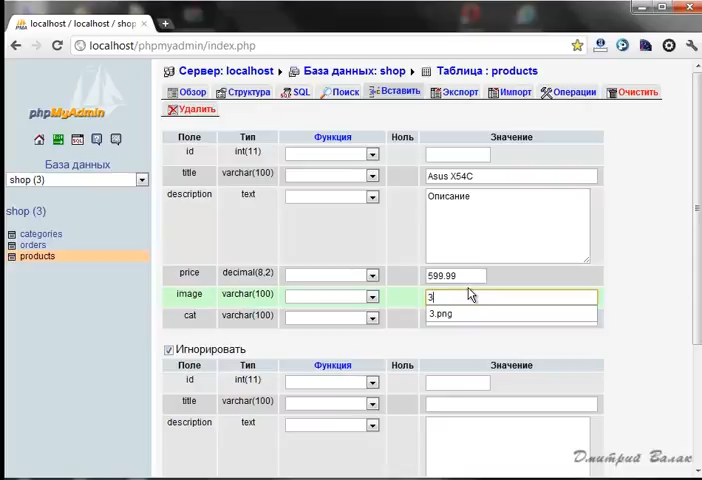 localhost / localhost / shop
localhost/phpmyadmin/index.php
Сервер: localhost ▸ База данных: shop ▸ Таблица : products
Обзор Структура SQL Поиск Вставить Экспорт Импорт Операции Очистить
Удалить
phpMyAdmin
База данных
shop (3)
shop (3)
categories
orders
products
Поле Тип Функция Ноль Значение
id int(11)
title varchar(100) Asus X54C
description text Описание
price decimal(8,2) 599.99
image varchar(100) 3
3.png
cat varchar(100)
Игнорировать
Поле Тип Функция Ноль Значение
id int(11)
title varchar(100)
description text
Дмитрий Валак